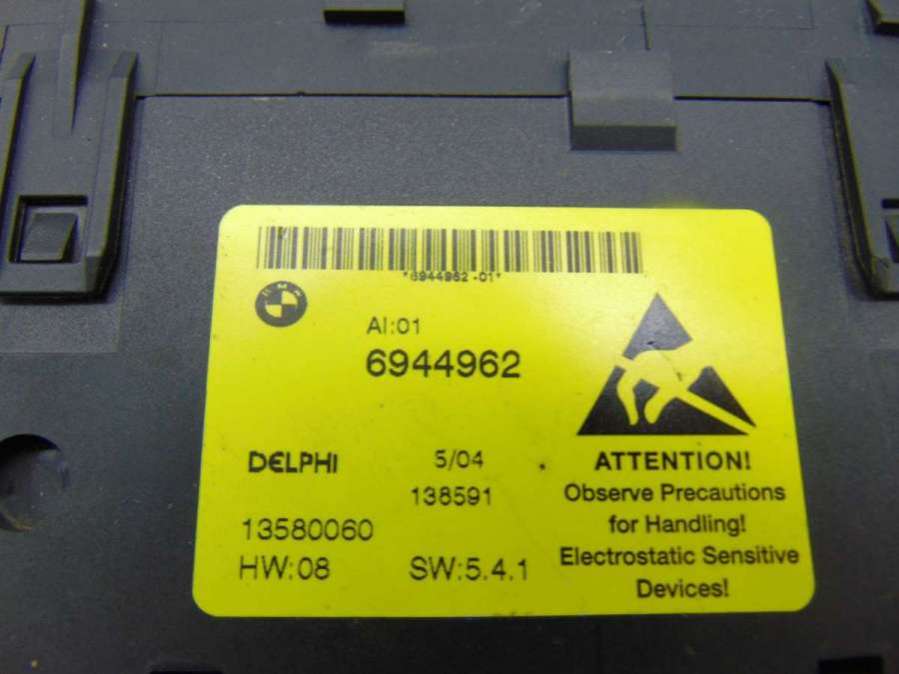 *6944962 -01*
BMW
AI:01
6944962
DELPHI 5/04
138591
13580060
HW:08 SW:5.4.1
ATTENTION!
Observe Precautions
for Handling!
Electrostatic Sensitive
Devices!